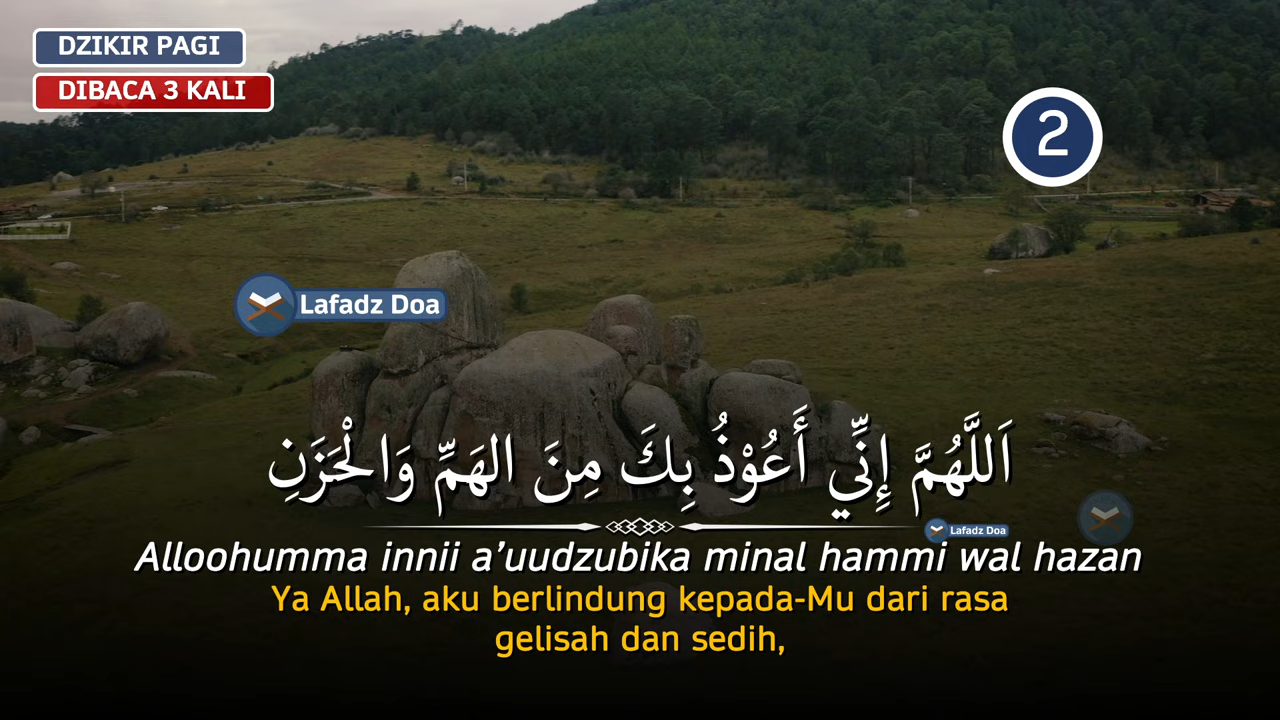 DZIKIR PAGI
DIBACA 3 KALI
2
Lafadz Doa
اَللَّهُمَّ إِنِّي أَعُوْذُ بِكَ مِنَ الهَمِّ وَالْحَزَنِ
Lafadz Doa
Alloohumma innii a’uudzubika minal hammi wal hazan
Ya Allah, aku berlindung kepada-Mu dari rasa
gelisah dan sedih,